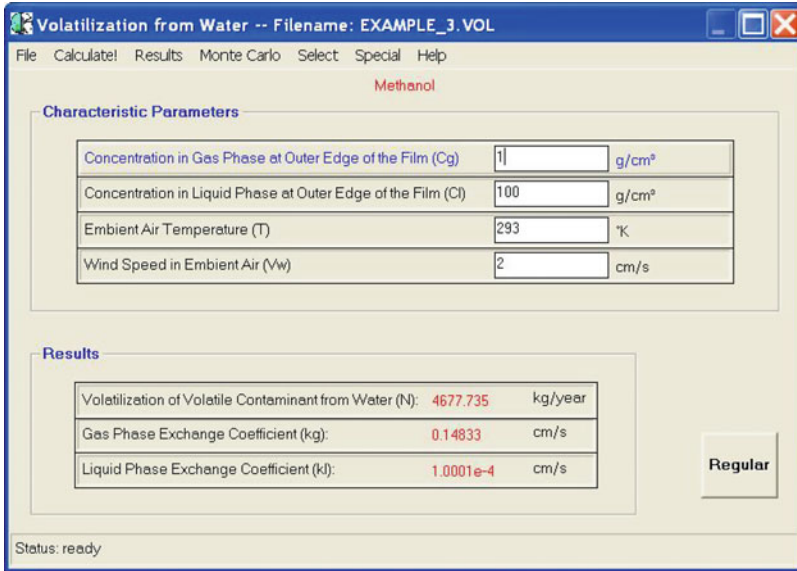 Volatilization from Water -- Filename: EXAMPLE_3.VOL
File Calculate! Results Monte Carlo Select Special Help
Methanol
Characteristic Parameters
Concentration in Gas Phase at Outer Edge of the Film (Cg) 1 g/cm³
Concentration in Liquid Phase at Outer Edge of the Film (Cl) 100 g/cm³
Embient Air Temperature (T) 293 °K
Wind Speed in Embient Air (Vw) 2 cm/s
Results
Volatilization of Volatile Contaminant from Water (N): 4677.735 kg/year
Gas Phase Exchange Coefficient (kg): 0.14833 cm/s
Liquid Phase Exchange Coefficient (kl): 1.0001e-4 cm/s
Regular
Status: ready